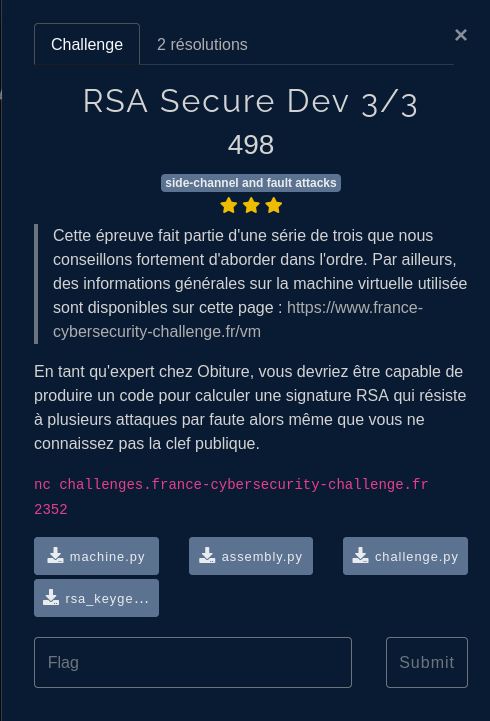 Challenge
2 résolutions
×
RSA Secure Dev 3/3
498
side-channel and fault attacks
Cette épreuve fait partie d'une série de trois que nous
conseillons fortement d'aborder dans l'ordre. Par ailleurs,
des informations générales sur la machine virtuelle utilisée
sont disponibles sur cette page : https://www.france-
cybersecurity-challenge.fr/vm
En tant qu'expert chez Obiture, vous devriez être capable de
produire un code pour calculer une signature RSA qui résiste
à plusieurs attaques par faute alors même que vous ne
connaissez pas la clef publique.
nc challenges.france-cybersecurity-challenge.fr
2352
machine.py
assembly.py
challenge.py
rsa_keyge...
Flag
Submit